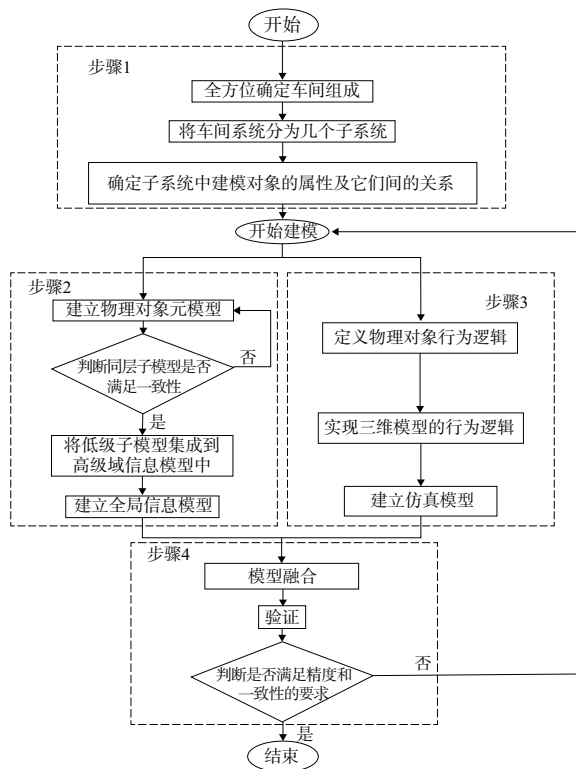 开始
步骤1
全方位确定车间组成
将车间系统分为几个子系统
确定子系统中建模对象的属性及它们间的关系
开始建模
步骤2
建立物理对象元模型
判断同层子模型是否
满足一致性
否
是
将低级子模型集成到
高级域信息模型中
建立全局信息模型
步骤3
定义物理对象行为逻辑
实现三维模型的行为逻辑
建立仿真模型
步骤4
模型融合
验证
判断是否满足精度和
一致性的要求
否
是
结束